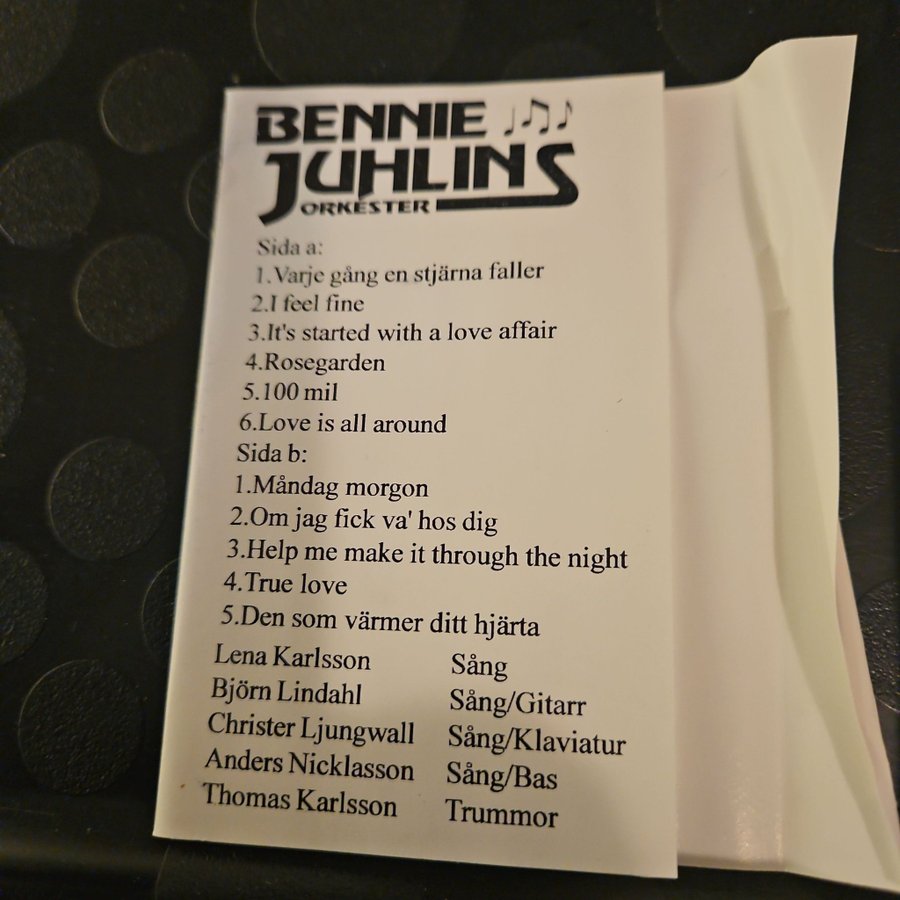 BENNIE
JUHLINS
ORKESTER
Sida a:
1.Varje gång en stjärna faller
2.I feel fine
3.It's started with a love affair
4.Rosegarden
5.100 mil
6.Love is all around
Sida b:
1.Måndag morgon
2.Om jag fick va' hos dig
3.Help me make it through the night
4.True love
5.Den som värmer ditt hjärta
Lena Karlsson Sång
Björn Lindahl Sång/Gitarr
Christer Ljungwall Sång/Klaviatur
Anders Nicklasson Sång/Bas
Thomas Karlsson Trummor